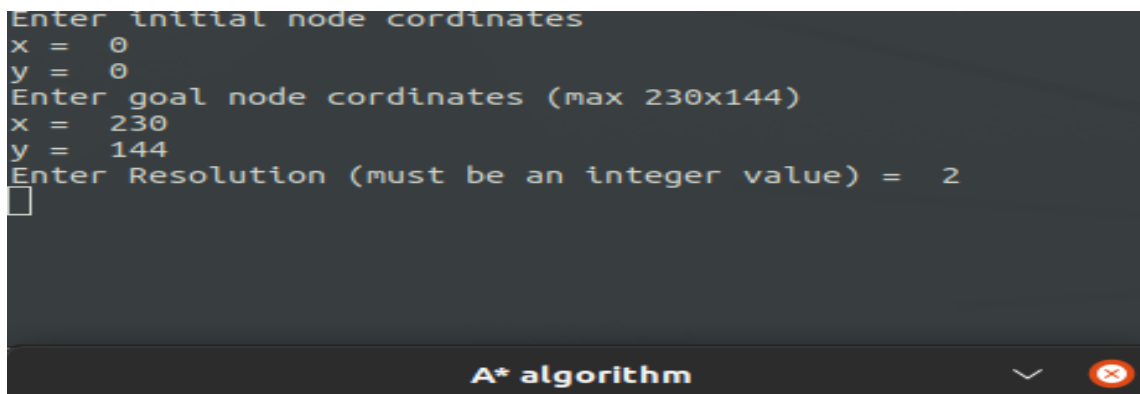 Enter initial node cordinates
x =  0
y =  0
Enter goal node cordinates (max 230x144)
x =  230
y =  144
Enter Resolution (must be an integer value) =  2
A* algorithm